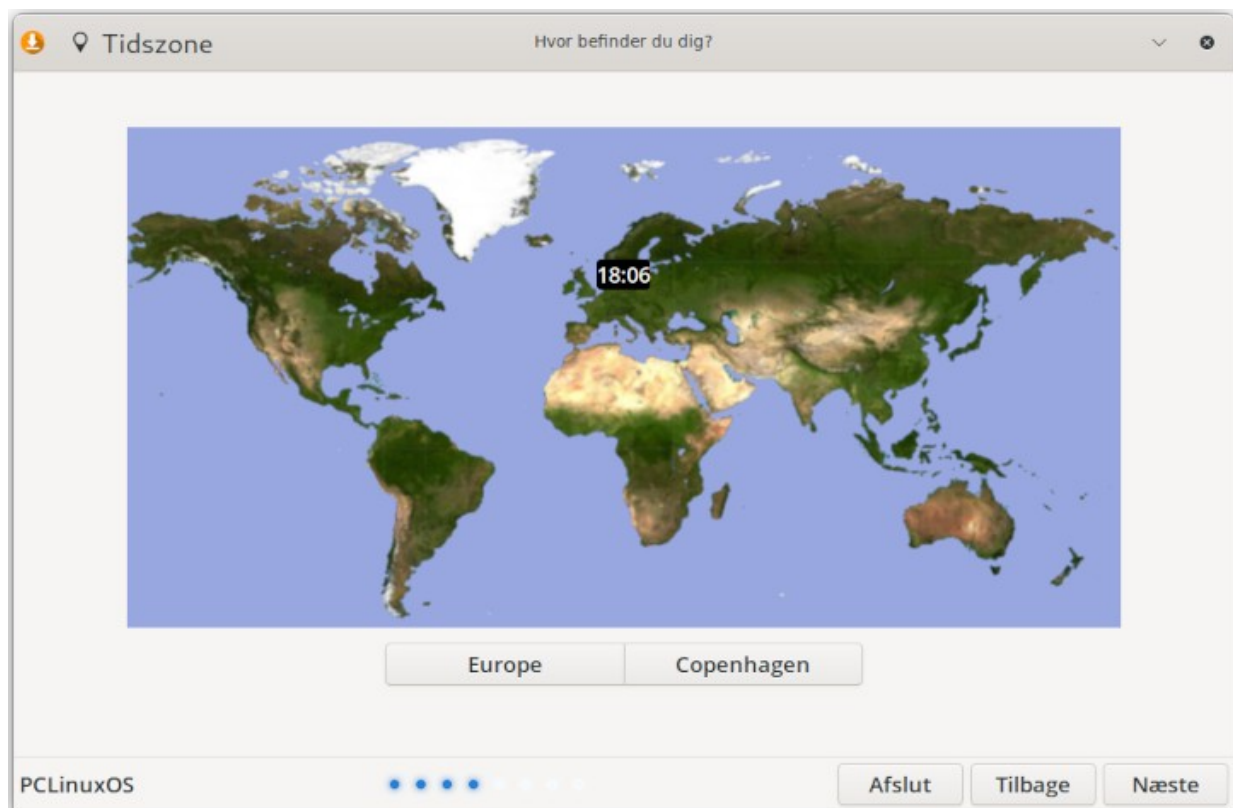 Tidszone
Hvor befinder du dig?
18:06
Europe
Copenhagen
PCLinuxOS
Afslut
Tilbage
Næste